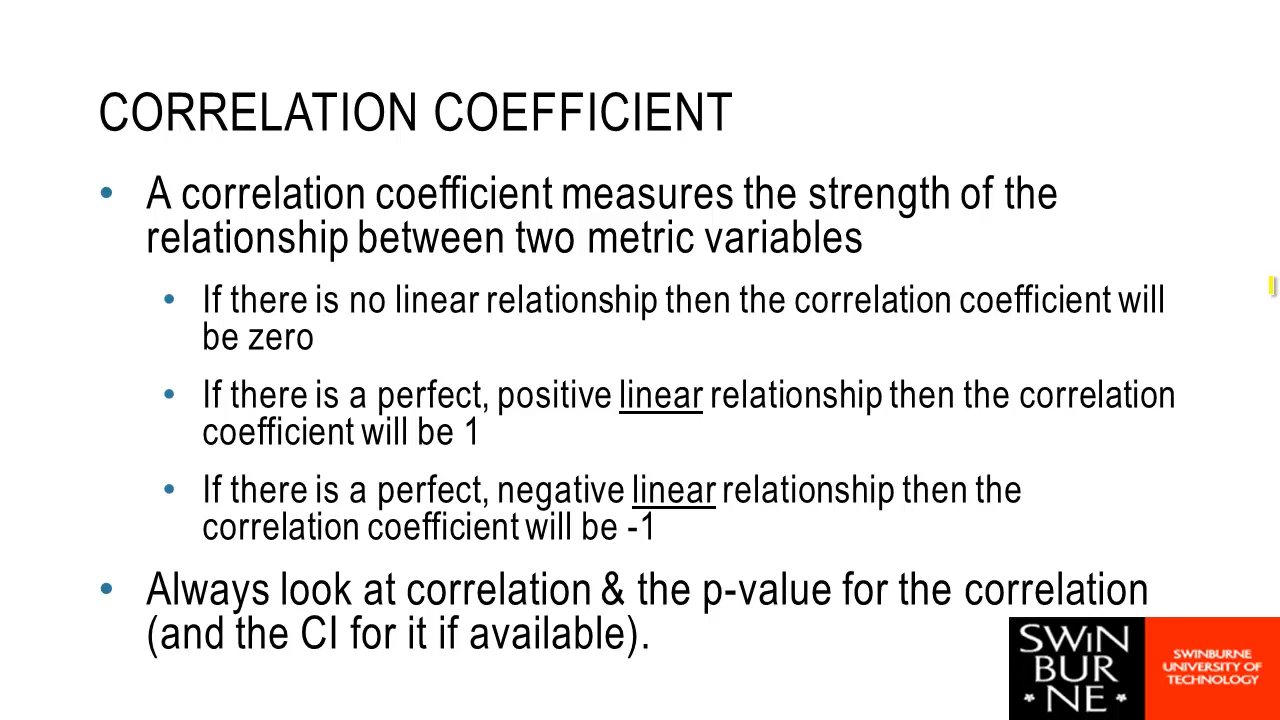 CORRELATION COEFFICIENT
• A correlation coefficient measures the strength of the
relationship between two metric variables
• If there is no linear relationship then the correlation coefficient will
be zero
• If there is a perfect, positive linear relationship then the correlation
coefficient will be 1
• If there is a perfect, negative linear relationship then the
correlation coefficient will be -1
• Always look at correlation & the p-value for the correlation
(and the CI for it if available).
SWiN
BUR
* NE *
SWINBURNE
UNIVERSITY OF
TECHNOLOGY